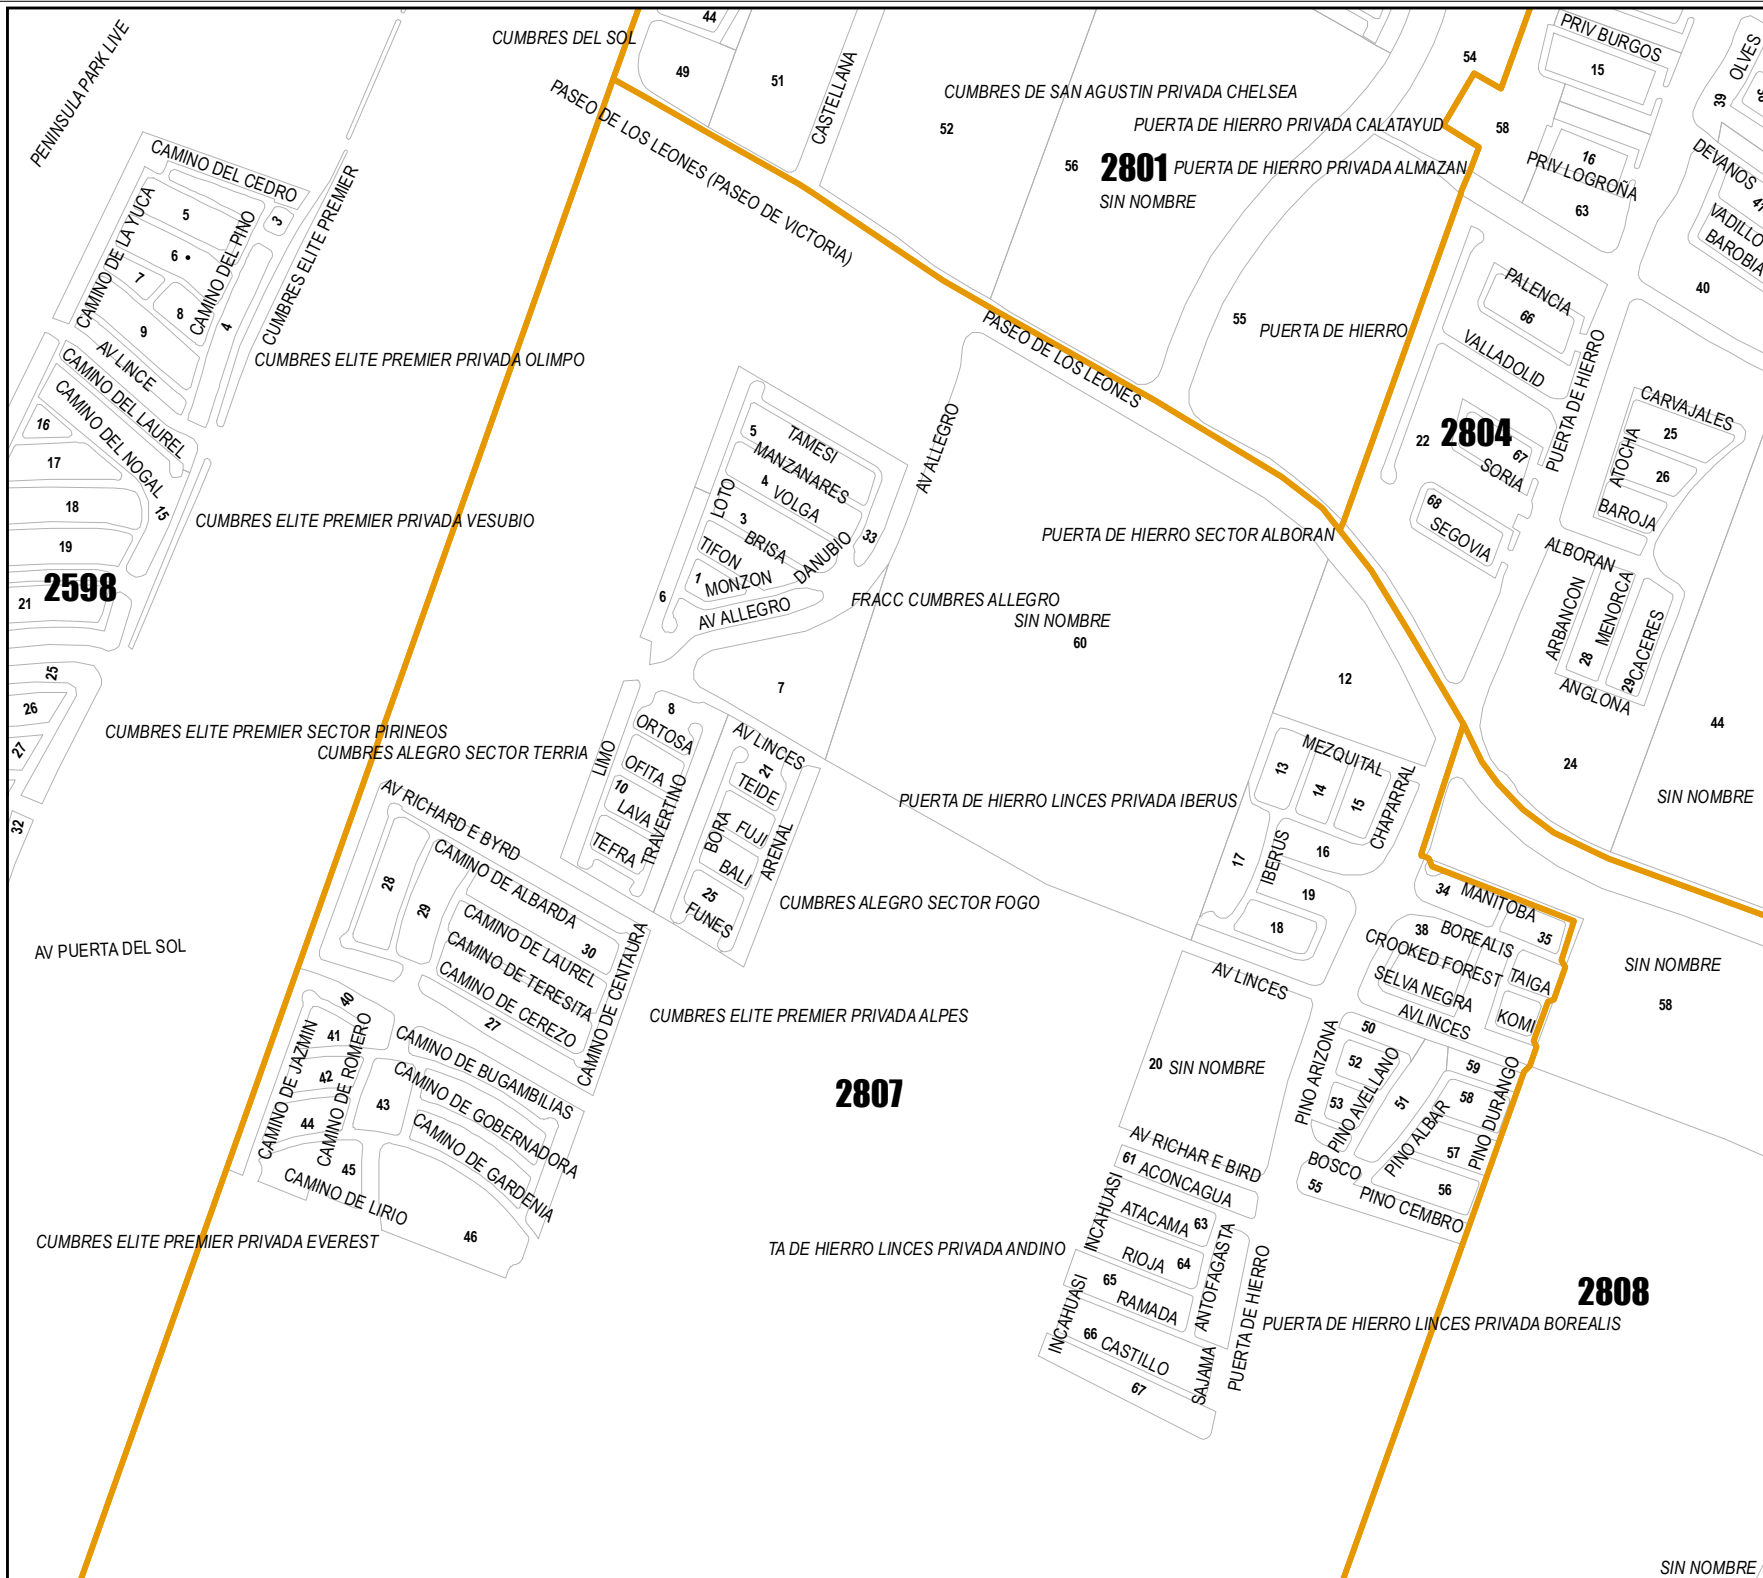 PENINSULA PARK LIVE
CUMBRES DEL SOL
44
49
51
CASTELLANA
52
CUMBRES DE SAN AGUSTIN PRIVADA CHELSEA
PUERTA DE HIERRO PRIVADA CALATAYUD
56
2801
PUERTA DE HIERRO PRIVADA ALMAZAN
SIN NOMBRE
54
58
PRIV BURGOS
15
16
PRIV LOGROÑA
63
OLVES
39
DEVANOS
VADILLO
BAROBIA
40
PASEO DE LOS LEONES (PASEO DE VICTORIA)
CAMINO DEL CEDRO
CAMINO DE LA YUCA
5
6
7
8
9
3
4
CAMINO DEL PINO
CUMBRES ELITE PREMIER
AV LINCE
CAMINO DEL LAUREL
CAMINO DEL NOGAL
CUMBRES ELITE PREMIER PRIVADA OLIMPO
16
17
18
15
19
2598
21
CUMBRES ELITE PREMIER PRIVADA VESUBIO
25
26
27
32
CUMBRES ELITE PREMIER SECTOR PIRINEOS
CUMBRES ALEGRO SECTOR TERRIA
55
PUERTA DE HIERRO
PASEO DE LOS LEONES
AV ALLEGRO
5
TAMESI
MANZANARES
4
VOLGA
LOTO
3
BRISA
TIFON
DANUBIO
33
1
MONZON
6
AV ALLEGRO
FRACC CUMBRES ALLEGRO
SIN NOMBRE
60
7
PUERTA DE HIERRO SECTOR ALBORAN
PALENCIA
66
VALLADOLID
22
2804
67
SORIA
68
SEGOVIA
PUERTA DE HIERRO
CARVAJALES
25
ATOCHA
26
BAROJA
ALBORAN
ARBANCON
MENORCA
28
29
CACERES
ANGLONA
44
24
SIN NOMBRE
12
8
ORTOSA
LIMO
OFITA
10
LAVA
TEFRA
TRAVERTINO
AV LINCES
21
TEIDE
BORA
FUJI
BALI
ARENAL
25
FUNES
MEZQUITAL
13
14
15
CHAPARRAL
16
PUERTA DE HIERRO LINCES PRIVADA IBERUS
17
IBERUS
19
18
AV RICHARD E BYRD
28
29
CAMINO DE ALBARDA
30
CAMINO DE LAUREL
CAMINO DE TERESITA
CAMINO DE CEREZO
27
CAMINO DE CENTAURA
CUMBRES ALEGRO SECTOR FOGO
AV PUERTA DEL SOL
34
MANITOBA
35
38
BOREALIS
CROOKED FOREST
TAIGA
SELVA NEGRA
KOMI
SIN NOMBRE
58
AV LINCES
AV LINCES
CUMBRES ELITE PREMIER PRIVADA ALPES
40
41
42
43
44
45
46
CAMINO DE JAZMIN
CAMINO DE ROMERO
CAMINO DE BUGAMBILIAS
CAMINO DE GOBERNADORA
CAMINO DE GARDENIA
CAMINO DE LIRIO
2807
20
SIN NOMBRE
50
52
53
51
PINO ARIZONA
PINO AVELLANO
59
58
57
56
PINO ALBAR
PINO DURANGO
BOSCO
55
PINO CEMBRO
AV RICHAR E BIRD
61
ACONCAGUA
INCAHUASI
ATACAMA
63
RIOJA
64
65
RAMADA
INCAHUASI
66
CASTILLO
67
ANTOFAGASTA
SAJAMA
PUERTA DE HIERRO
CUMBRES ELITE PREMIER PRIVADA EVEREST
TA DE HIERRO LINCES PRIVADA ANDINO
2808
PUERTA DE HIERRO LINCES PRIVADA BOREALIS
SIN NOMBRE